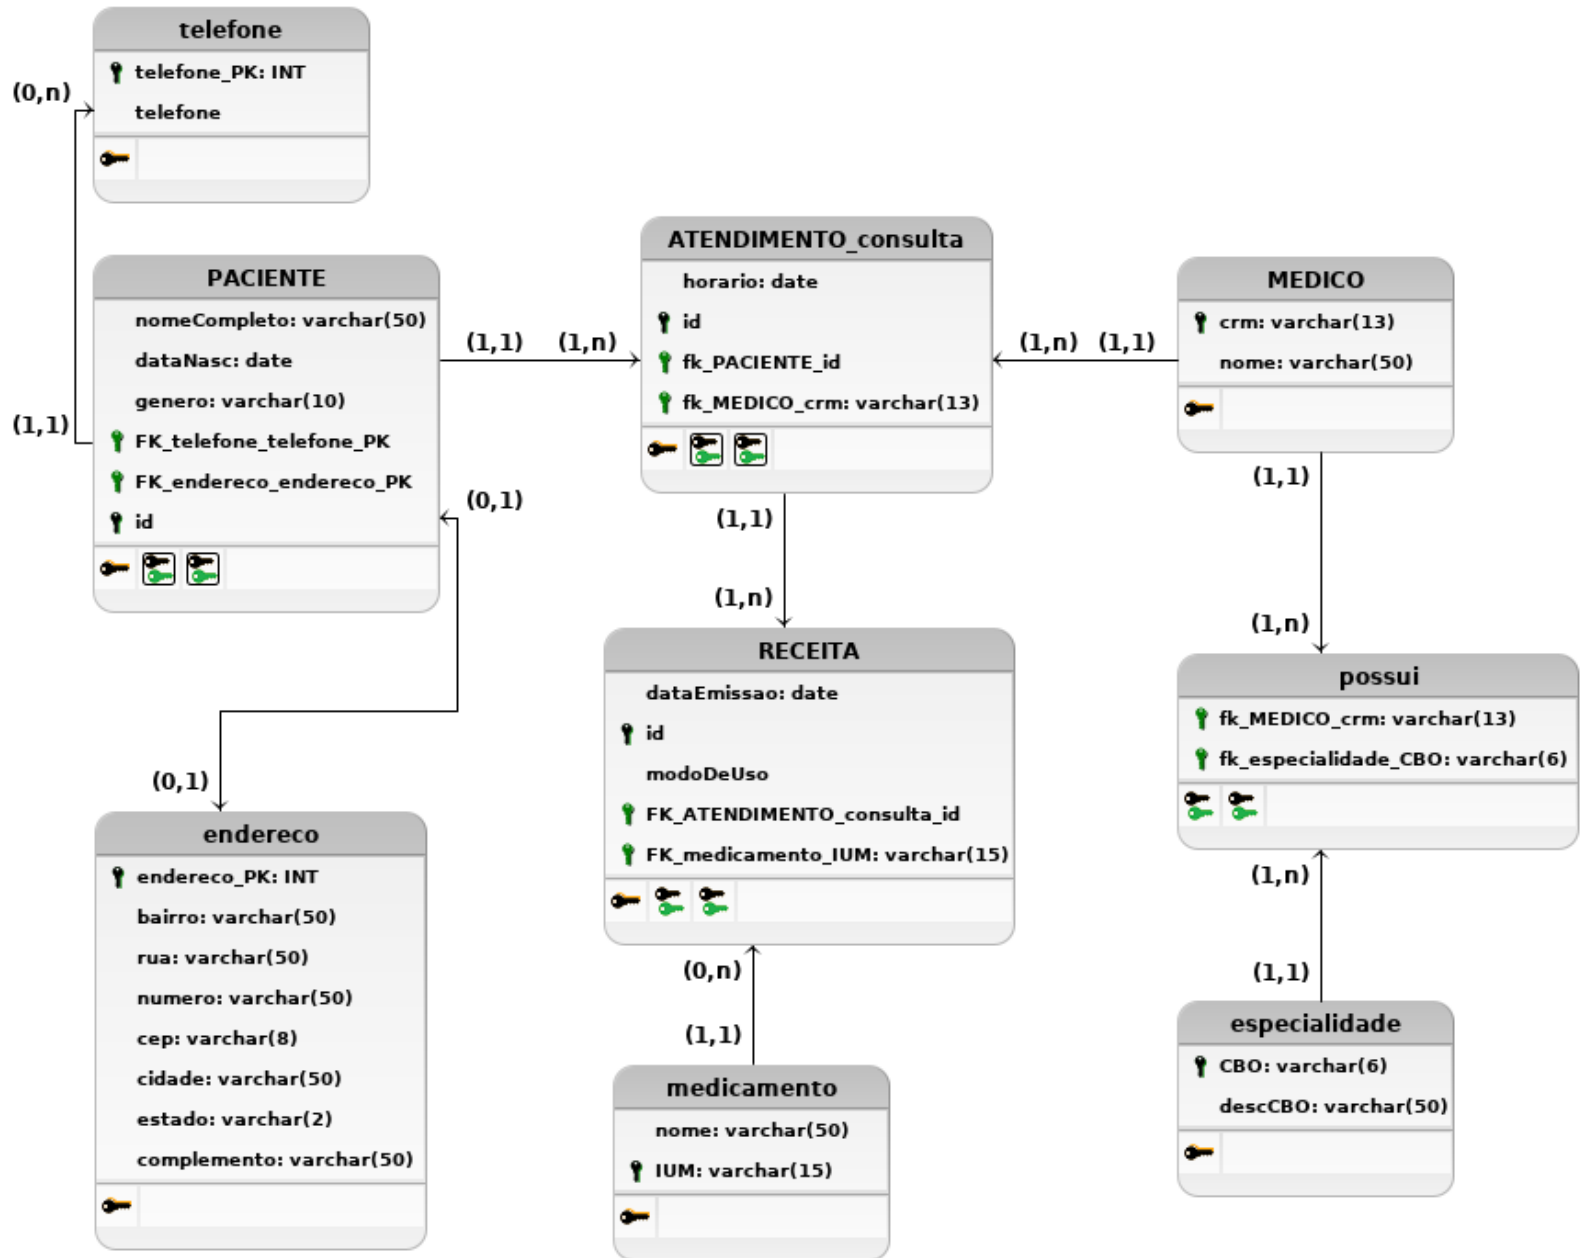 telefone
telefone_PK: INT
telefone
(0,n)
(1,1)
PACIENTE
nomeCompleto: varchar(50)
dataNasc: date
genero: varchar(10)
FK_telefone_telefone_PK
FK_endereco_endereco_PK
id
(1,1)
(1,n)
ATENDIMENTO_consulta
horario: date
id
fk_PACIENTE_id
fk_MEDICO_crm: varchar(13)
(1,n)
(1,1)
MEDICO
crm: varchar(13)
nome: varchar(50)
(0,1)
(0,1)
endereco
endereco_PK: INT
bairro: varchar(50)
rua: varchar(50)
numero: varchar(50)
cep: varchar(8)
cidade: varchar(50)
estado: varchar(2)
complemento: varchar(50)
(1,1)
(1,n)
RECEITA
dataEmissao: date
id
modoDeUso
FK_ATENDIMENTO_consulta_id
FK_medicamento_IUM: varchar(15)
(0,n)
(1,1)
medicamento
nome: varchar(50)
IUM: varchar(15)
(1,1)
(1,n)
possui
fk_MEDICO_crm: varchar(13)
fk_especialidade_CBO: varchar(6)
(1,n)
(1,1)
especialidade
CBO: varchar(6)
descCBO: varchar(50)